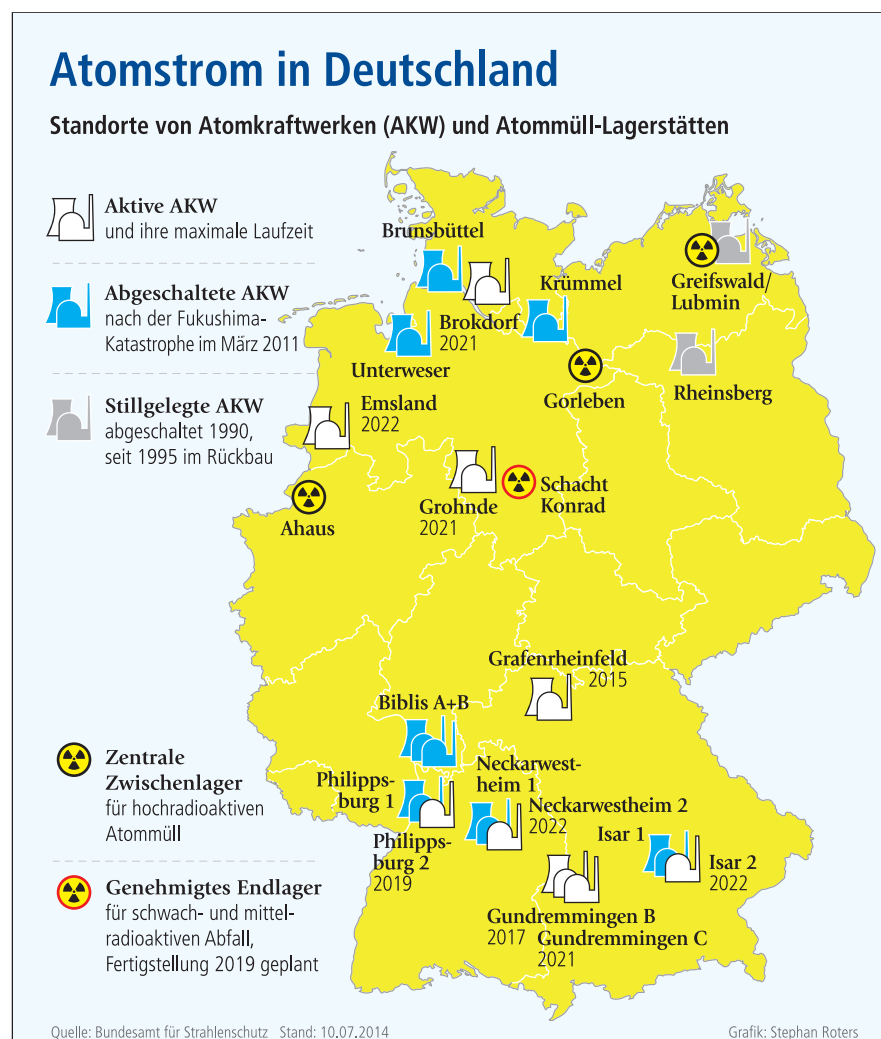 Atomstrom in Deutschland
Standorte von Atomkraftwerken (AKW) und Atommüll-Lagerstätten
Aktive AKW
und ihre maximale Laufzeit
Abgeschaltete AKW
nach der Fukushima-
Katastrophe im März 2011
Stillgelegte AKW
abgeschaltet 1990,
seit 1995 im Rückbau
Brunsbüttel
Brokdorf
2021
Krümmel
Greifswald/
Lubmin
Unterweser
Gorleben
Rheinsberg
Emsland
2022
Ahaus
Grohnde
2021
Schacht
Konrad
Grafenrheinfeld
2015
Biblis A+B
Philipps-
burg 1
Philipps-
burg 2
2019
Neckarwest-
heim 1
Neckarwestheim 2
2022
Isar 1
Isar 2
2022
Gundremmingen B
2017
Gundremmingen C
2021
Zentrale
Zwischenlager
für hochradioaktiven
Atommüll
Genehmigtes Endlager
für schwach- und mittel-
radioaktiven Abfall,
Fertigstellung 2019 geplant
Quelle: Bundesamt für Strahlenschutz Stand: 10.07.2014
Grafik: Stephan Roters